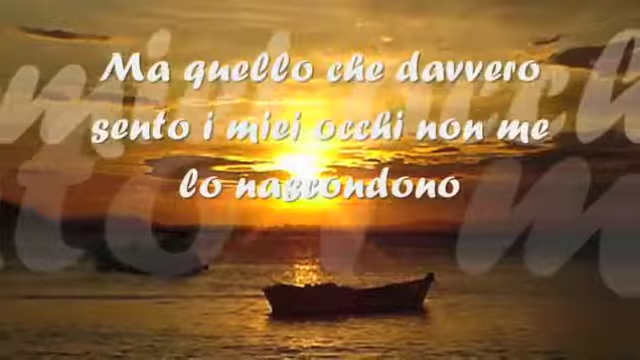 Ma quello che davvero
sento i miei occhi non me
lo nascondono